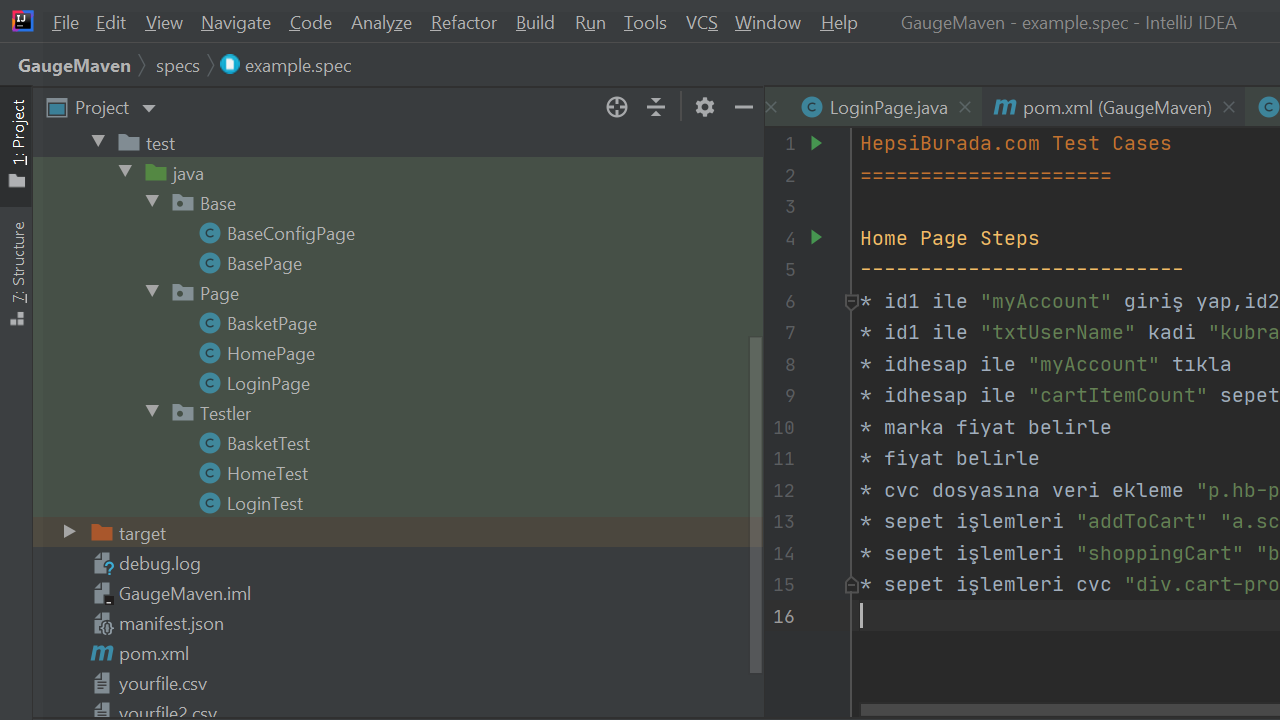 File Edit View Navigate Code Analyze Refactor Build Run Tools VCS Window Help GaugeMaven - example.spec - IntelliJ IDEA
GaugeMaven specs example.spec
1: Project
7: Structure
Project
test
java
Base
BaseConfigPage
BasePage
Page
BasketPage
HomePage
LoginPage
Testler
BasketTest
HomeTest
LoginTest
target
debug.log
GaugeMaven.iml
manifest.json
pom.xml
yourfile.csv
yourfile2.csv
LoginPage.java pom.xml (GaugeMaven)
1 HepsiBurada.com Test Cases
2 =====================
3
4 Home Page Steps
5 ---------------------------
6 * id1 ile "myAccount" giriş yap,id2
7 * id1 ile "txtUserName" kadi "kubra
8 * idhesap ile "myAccount" tıkla
9 * idhesap ile "cartItemCount" sepet
10 * marka fiyat belirle
11 * fiyat belirle
12 * cvc dosyasına veri ekleme "p.hb-p
13 * sepet işlemleri "addToCart" "a.sc
14 * sepet işlemleri "shoppingCart" "b
15 * sepet işlemleri cvc "div.cart-pro
16